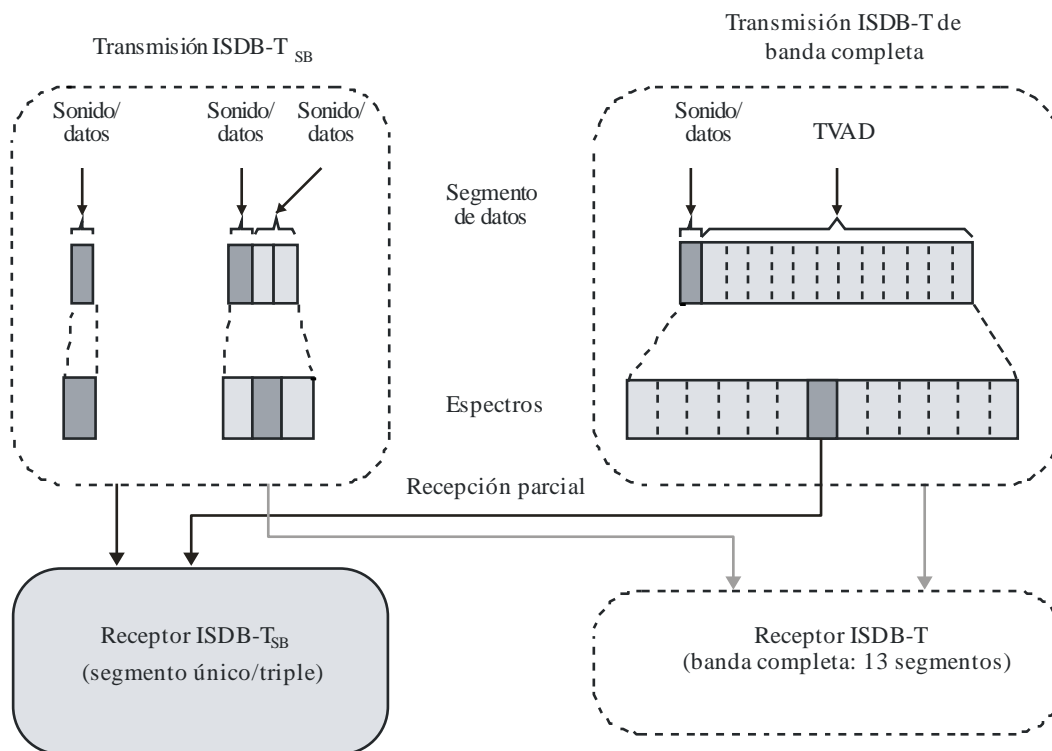 Transmisión ISDB-T SB
Transmisión ISDB-T de
banda completa
Sonido/
datos
Sonido/
datos
Sonido/
datos
Sonido/
datos
TVAD
Segmento
de datos
Espectros
Recepción parcial
Receptor ISDB-TSB
(segmento único/triple)
Receptor ISDB-T
(banda completa: 13 segmentos)